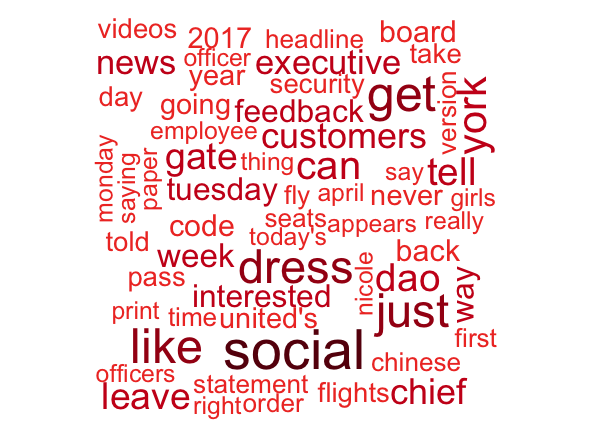 videos 2017 headline board
news officer executive take
year security
day going feedback get version york
employee customers
monday saying paper gate thing can say tell
tuesday fly april never girls
code seats appears really
told today's back
week dress
pass nicole dao way
interested
print time united's just first
like social chinese
officers statement
leave right order flights chief